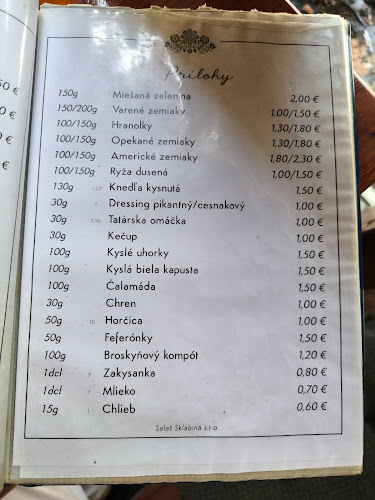 Prílohy
150g Miešaná zelenina 2,00 €
150/200g Varené zemiaky 1,00/1,50 €
100/150g Hranolky 1,30/1,80 €
100/150g Opekané zemiaky 1,30/1,80 €
100/150g Americké zemiaky 1,80/2,30 €
100/150g Ryža dusená 1,00/1,50 €
130g Knedľa kysnutá 1,50 €
30g Dressing pikantný/cesnakový 1,00 €
30g Tatárska omáčka 1,00 €
30g Kečup 1,00 €
100g Kyslé uhorky 1,50 €
100g Kyslá biela kapusta 1,50 €
100g Čalamáda 1,50 €
30g Chren 1,00 €
50g Horčica 1,00 €
50g Feferónky 1,50 €
100g Broskyňový kompót 1,20 €
1dcl 7 Zakysanka 0,80 €
1dcl 7 Mlieko 0,70 €
15g 1 Chlieb 0,60 €
Salaš Sklabiná s.r.o.